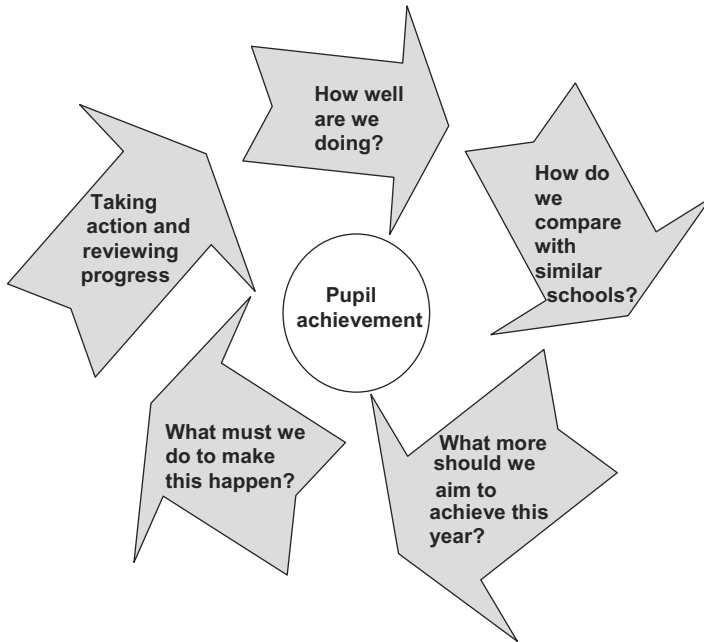 How well
are we
doing?
How do
we
compare
with
similar
schools?
What more
should we
aim to
achieve this
year?
What must we
do to make
this happen?
Taking
action and
reviewing
progress
Pupil
achievement